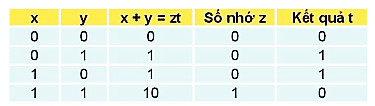 x y x + y = zt Số nhớ z Kết quả t
0 0 0 0 0
0 1 1 0 1
1 0 1 0 1
1 1 10 1 0